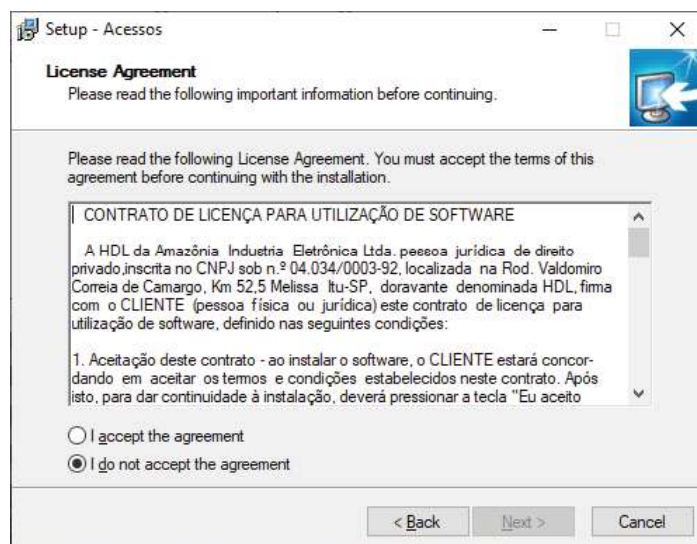 Setup - Acessos
License Agreement
Please read the following important information before continuing.
Please read the following License Agreement. You must accept the terms of this
agreement before continuing with the installation.
CONTRATO DE LICENÇA PARA UTILIZAÇÃO DE SOFTWARE
A HDL da Amazônia Industria Eletrônica Ltda. pessoa jurídica de direito
privado,inscrita no CNPJ sob n.º 04.034/0003-92, localizada na Rod. Valdomiro
Correia de Camargo, Km 52,5 Melissa Itu-SP, doravante denominada HDL, firma
com o CLIENTE (pessoa física ou jurídica) este contrato de licença para
utilização de software, definido nas seguintes condições:
1. Aceitação deste contrato - ao instalar o software, o CLIENTE estará concor-
dando em aceitar os termos e condições estabelecidos neste contrato. Após
isto, para dar continuidade à instalação, deverá pressionar a tecla "Eu aceito
I accept the agreement
I do not accept the agreement
< Back Next > Cancel